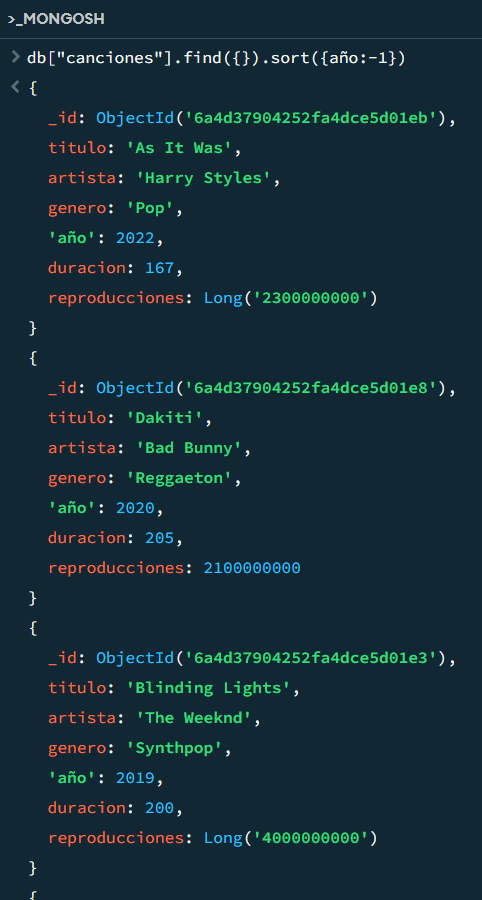 >_MONGOSH
> db["canciones"].find({}).sort({año:-1})
< {
_id: ObjectId('6a4d37904252fa4dce5d01eb'),
titulo: 'As It Was',
artista: 'Harry Styles',
genero: 'Pop',
'año': 2022,
duracion: 167,
reproducciones: Long('2300000000')
}
{
_id: ObjectId('6a4d37904252fa4dce5d01e8'),
titulo: 'Dakiti',
artista: 'Bad Bunny',
genero: 'Reggaeton',
'año': 2020,
duracion: 205,
reproducciones: 2100000000
}
{
_id: ObjectId('6a4d37904252fa4dce5d01e3'),
titulo: 'Blinding Lights',
artista: 'The Weeknd',
genero: 'Synthpop',
'año': 2019,
duracion: 200,
reproducciones: Long('4000000000')
}
{